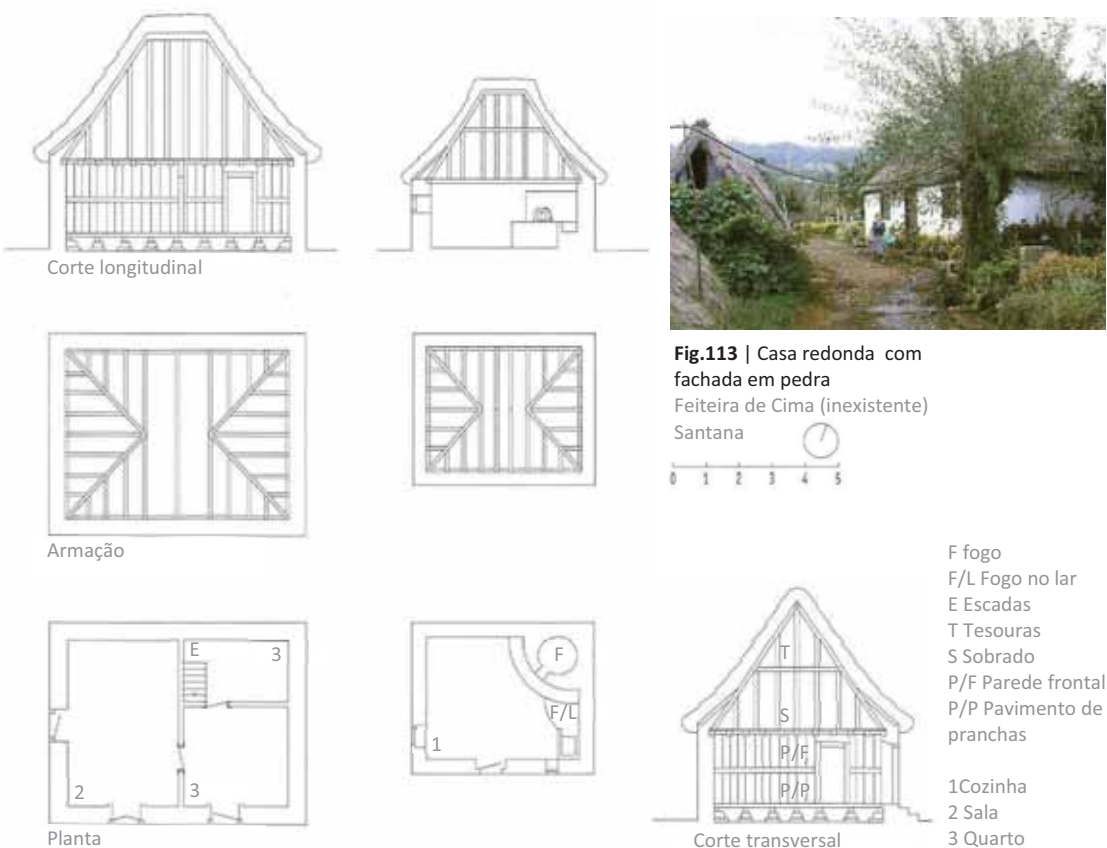 Corte longitudinal
Fig.113 | Casa redonda com
fachada em pedra
Feiteira de Cima (inexistente)
Santana
0 1 2 3 4 5
Armação
E
3
2
3
Planta
F
F/L
1
T
S
P/F
P/P
Corte transversal
F fogo
F/L Fogo no lar
E Escadas
T Tesouras
S Sobrado
P/F Parede frontal
P/P Pavimento de
pranchas
1Cozinha
2 Sala
3 Quarto